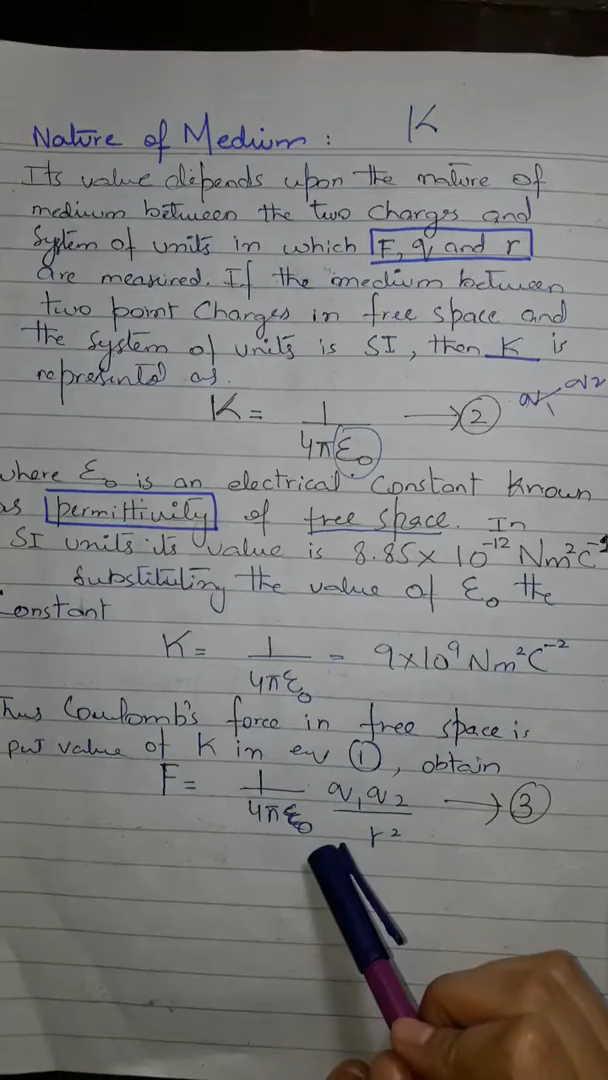 Nature of Medium: K
Its value depends upon the nature of
medium between the two charges and
System of units in which F, q and r
are measured. If the medium between
two point Charges in free space and
the System of units is SI, then K is
represented as.
K = 1/4πε₀ → ②
where ε₀ is an electrical constant known
as permittivity of free space. In
SI units its value is 8.85 × 10⁻¹² Nm²C⁻²
Substituting the value of ε₀ the
Constant
K = 1/4πε₀ = 9×10⁹ Nm²C⁻²
Thus Coulomb's force in free space is
put value of K in eq ①, obtain
F = 1/4πε₀ q₁q₂/r² → ③